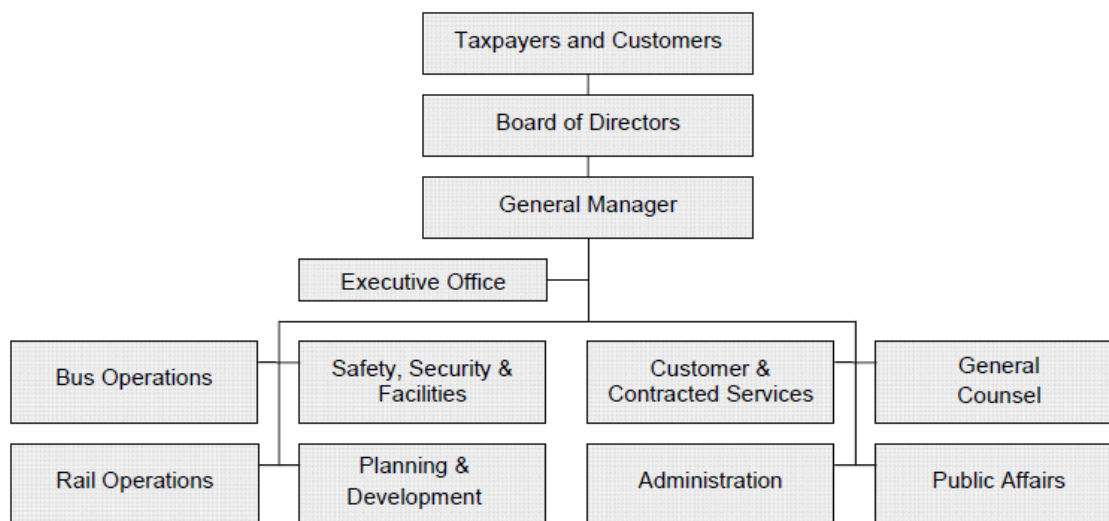 Taxpayers and Customers
Board of Directors
General Manager
Executive Office
Bus Operations
Safety, Security &
Facilities
Customer &
Contracted Services
General
Counsel
Rail Operations
Planning &
Development
Administration
Public Affairs